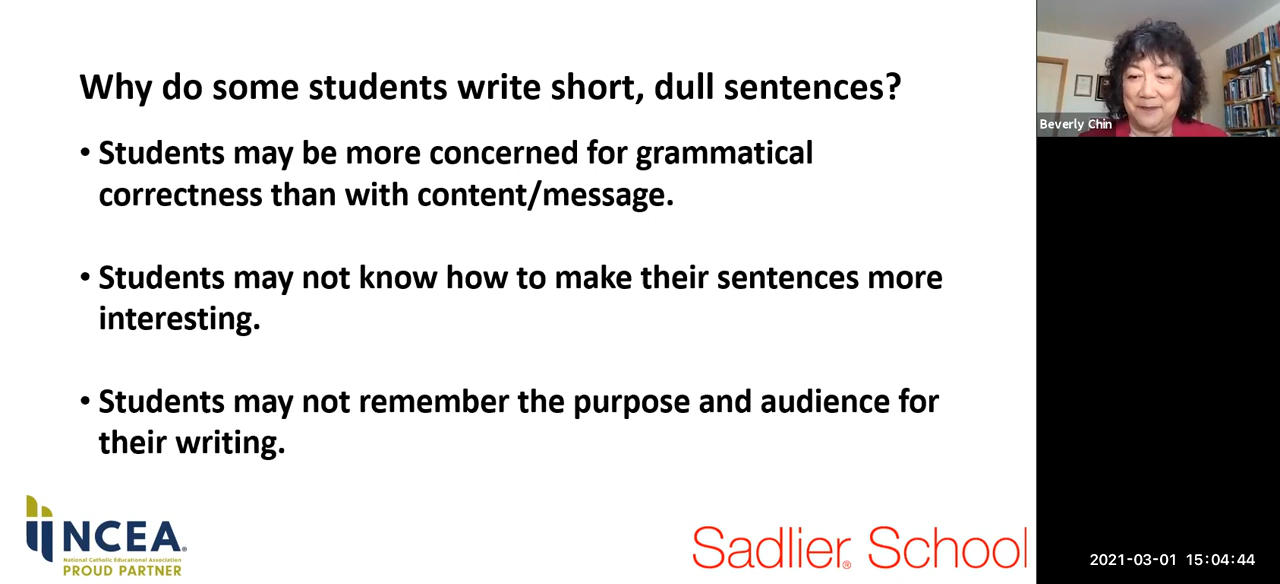 Why do some students write short, dull sentences?
• Students may be more concerned for grammatical
correctness than with content/message.
• Students may not know how to make their sentences more
interesting.
• Students may not remember the purpose and audience for
their writing.
NCEA®
National Catholic Educational Association
PROUD PARTNER
Sadlier® School
Beverly Chin
2021-03-01 15:04:44